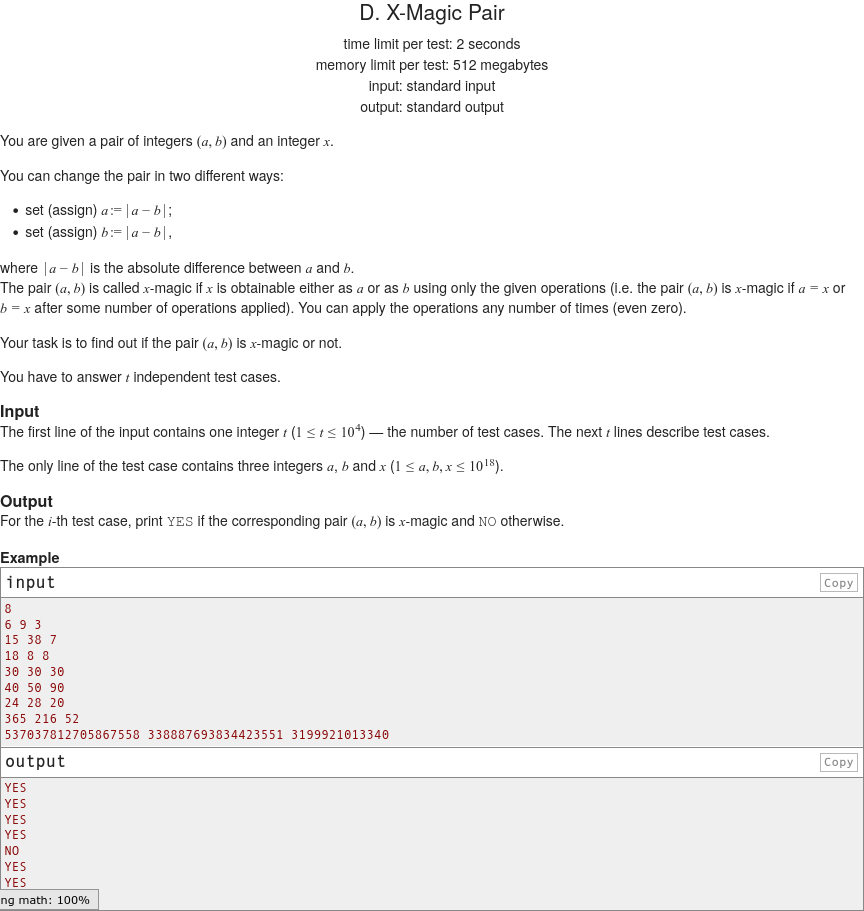 D. X-Magic Pair
time limit per test: 2 seconds
memory limit per test: 512 megabytes
input: standard input
output: standard output
You are given a pair of integers (a, b) and an integer x.
You can change the pair in two different ways:
• set (assign) a := |a − b|;
• set (assign) b := |a − b|,
where |a − b| is the absolute difference between a and b.
The pair (a, b) is called x-magic if x is obtainable either as a or as b using only the given operations (i.e. the pair (a, b) is x-magic if a = x or
b = x after some number of operations applied). You can apply the operations any number of times (even zero).
Your task is to find out if the pair (a, b) is x-magic or not.
You have to answer t independent test cases.
Input
The first line of the input contains one integer t (1 ≤ t ≤ 10⁴) — the number of test cases. The next t lines describe test cases.
The only line of the test case contains three integers a, b and x (1 ≤ a, b, x ≤ 10¹⁸).
Output
For the i-th test case, print YES if the corresponding pair (a, b) is x-magic and NO otherwise.
Example
input Copy
8
6 9 3
15 38 7
18 8 8
30 30 30
40 50 90
24 28 20
365 216 52
537037812705867558 338887693834423551 3199921013340
output Copy
YES
YES
YES
YES
NO
YES
YES
ng math: 100%